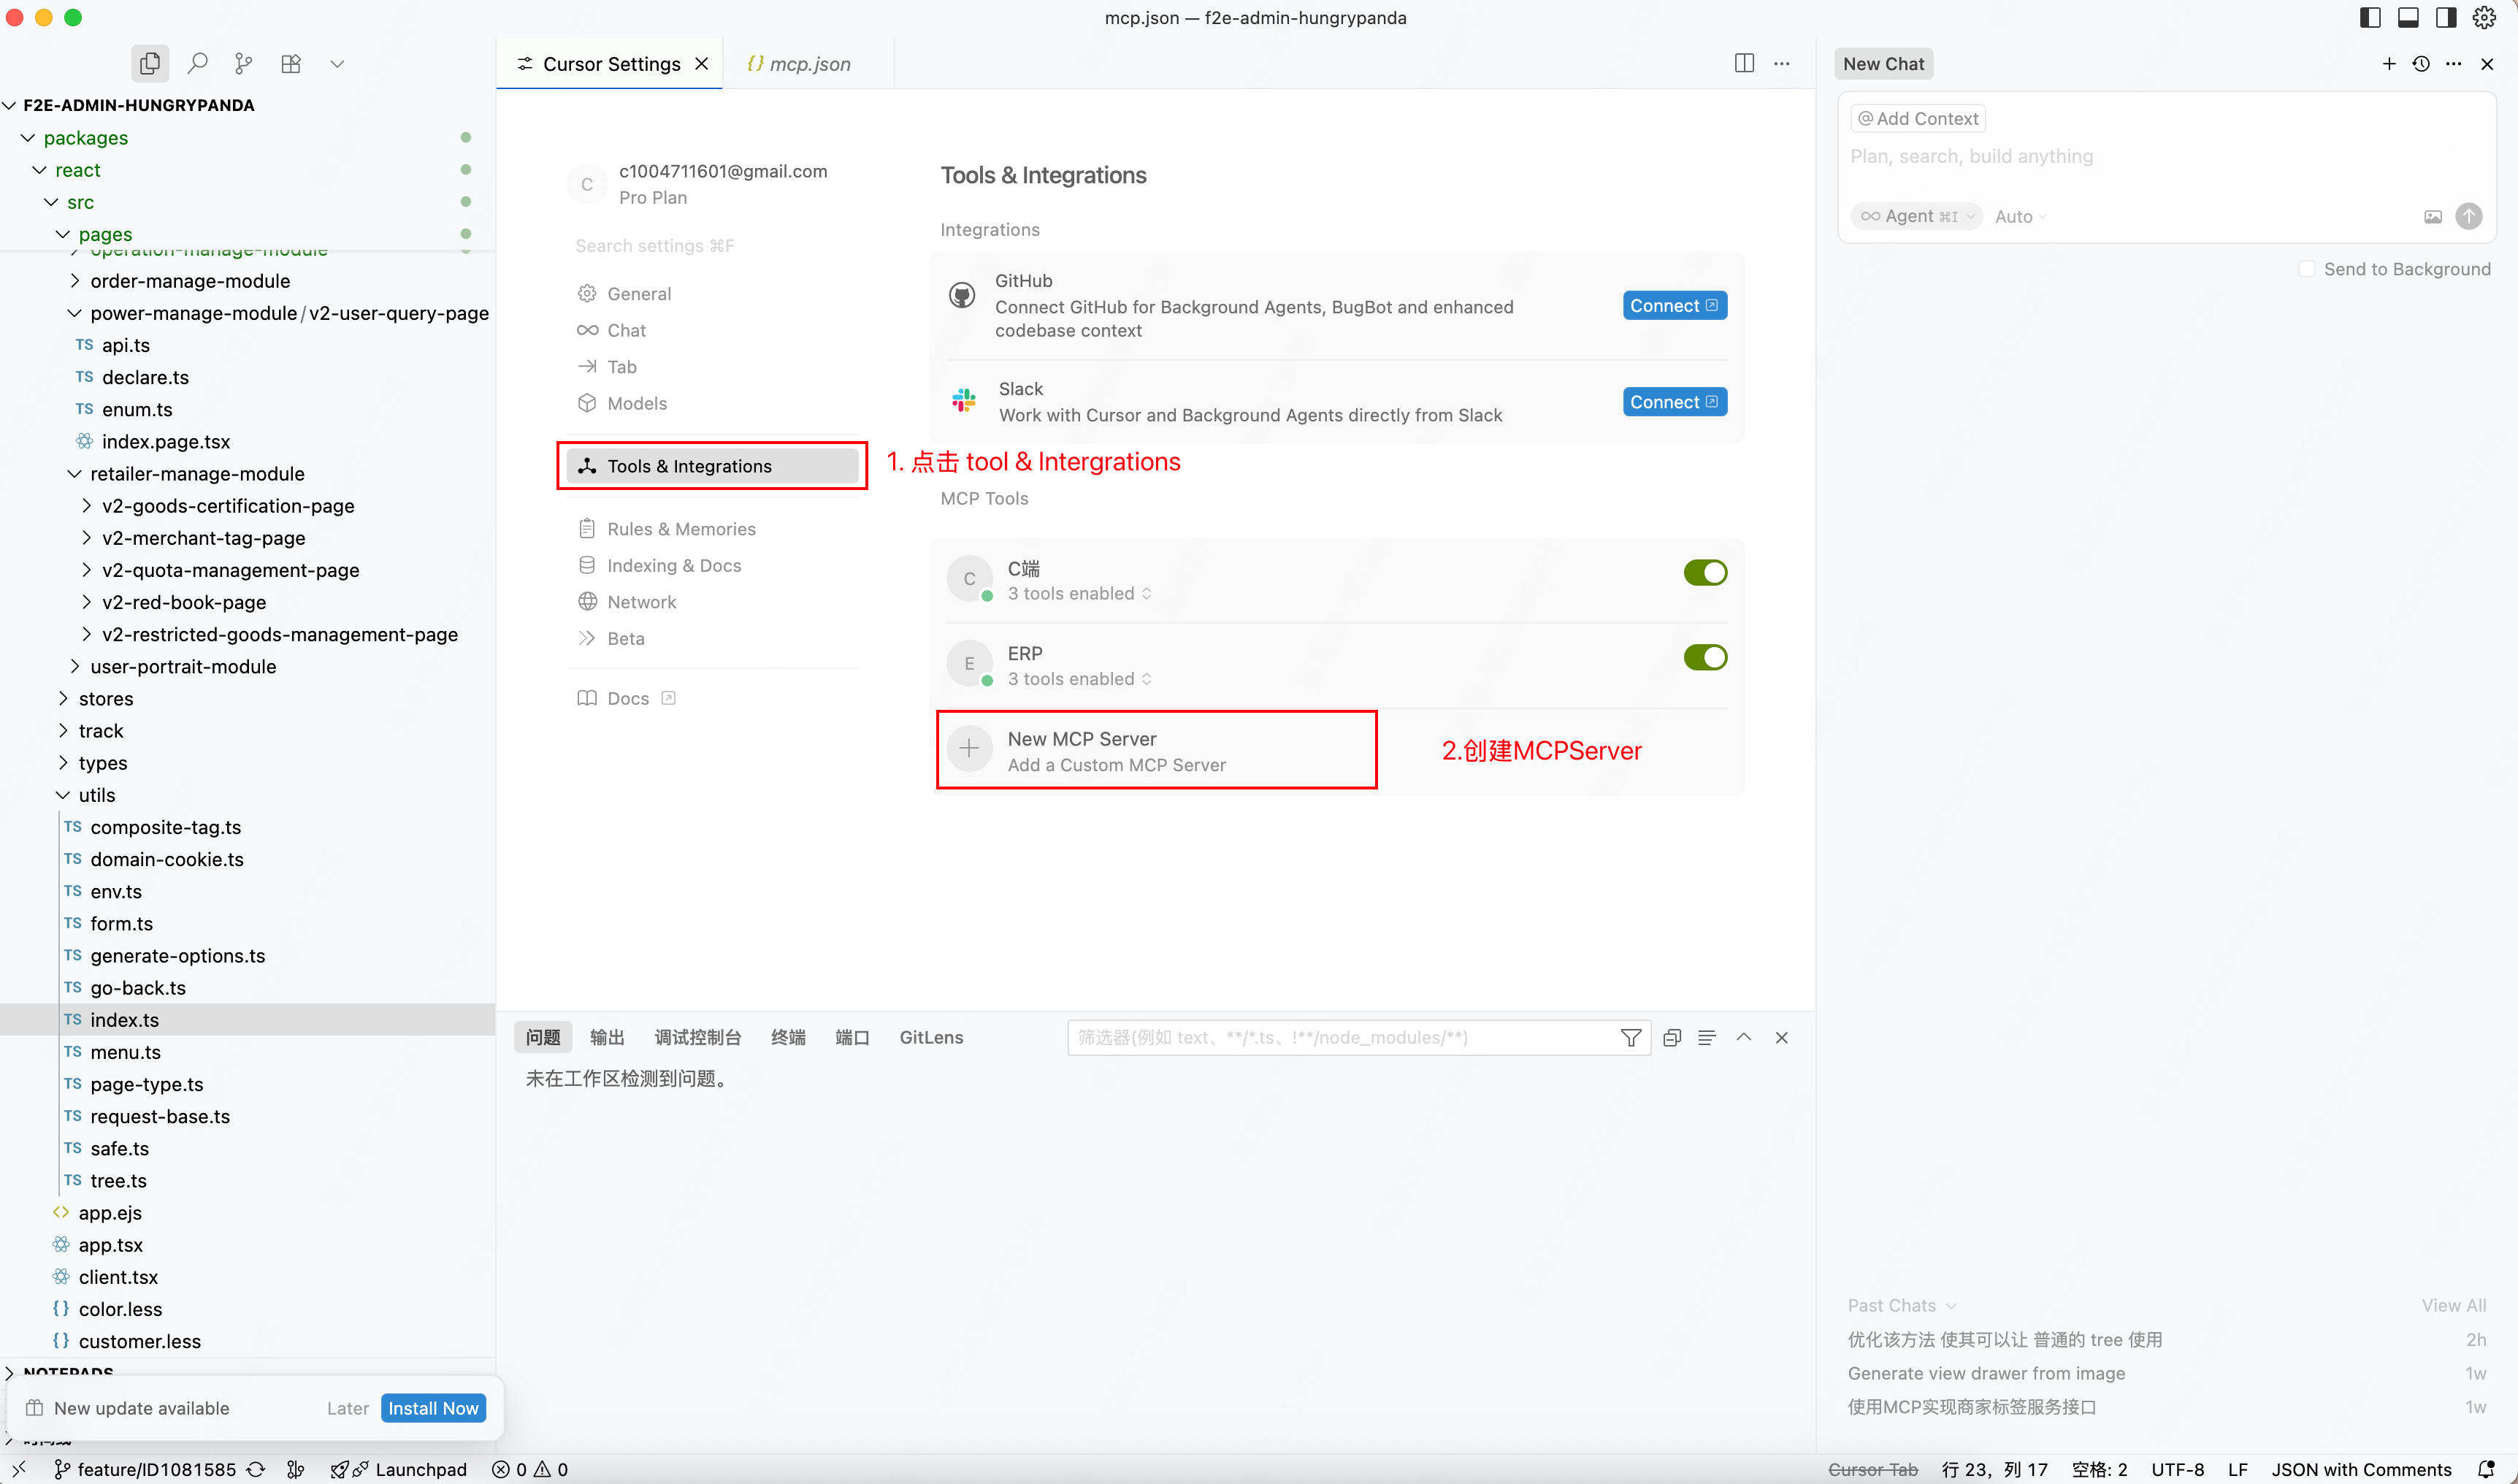 mcp.json — f2e-admin-hungrypanda
F2E-ADMIN-HUNGRYPANDA
packages
react
src
pages
operation-manage-module
order-manage-module
power-manage-module/v2-user-query-page
TS api.ts
TS declare.ts
TS enum.ts
index.page.tsx
retailer-manage-module
v2-goods-certification-page
v2-merchant-tag-page
v2-quota-management-page
v2-red-book-page
v2-restricted-goods-management-page
user-portrait-module
stores
track
types
utils
TS composite-tag.ts
TS domain-cookie.ts
TS env.ts
TS form.ts
TS generate-options.ts
TS go-back.ts
TS index.ts
TS menu.ts
TS page-type.ts
TS request-base.ts
TS safe.ts
TS tree.ts
<> app.ejs
app.tsx
client.tsx
{} color.less
{} customer.less
NOTEPADS
New update available Later Install Now
Cursor Settings
{} mcp.json
C
c1004711601@gmail.com
Pro Plan
Search settings ⌘F
General
Chat
Tab
Models
Tools & Integrations
Rules & Memories
Indexing & Docs
Network
Beta
Docs
Tools & Integrations
Integrations
GitHub
Connect GitHub for Background Agents, BugBot and enhanced
codebase context
Connect
Slack
Work with Cursor and Background Agents directly from Slack
Connect
1. 点击 tool & Intergrations
MCP Tools
C
C端
3 tools enabled
E
ERP
3 tools enabled
New MCP Server
Add a Custom MCP Server
2.创建MCPServer
问题 输出 调试控制台 终端 端口 GitLens
筛选器(例如 text、**/*.ts、!**/node_modules/**)
未在工作区检测到问题。
New Chat
@ Add Context
Plan, search, build anything
Agent ⌘I Auto
Send to Background
Past Chats View All
优化该方法 使其可以让 普通的 tree 使用 2h
Generate view drawer from image 1w
使用MCP实现商家标签服务接口 1w
feature/ID1081585 Launchpad 0 0
Cursor Tab 行 23，列 17 空格: 2 UTF-8 LF JSON with Comments